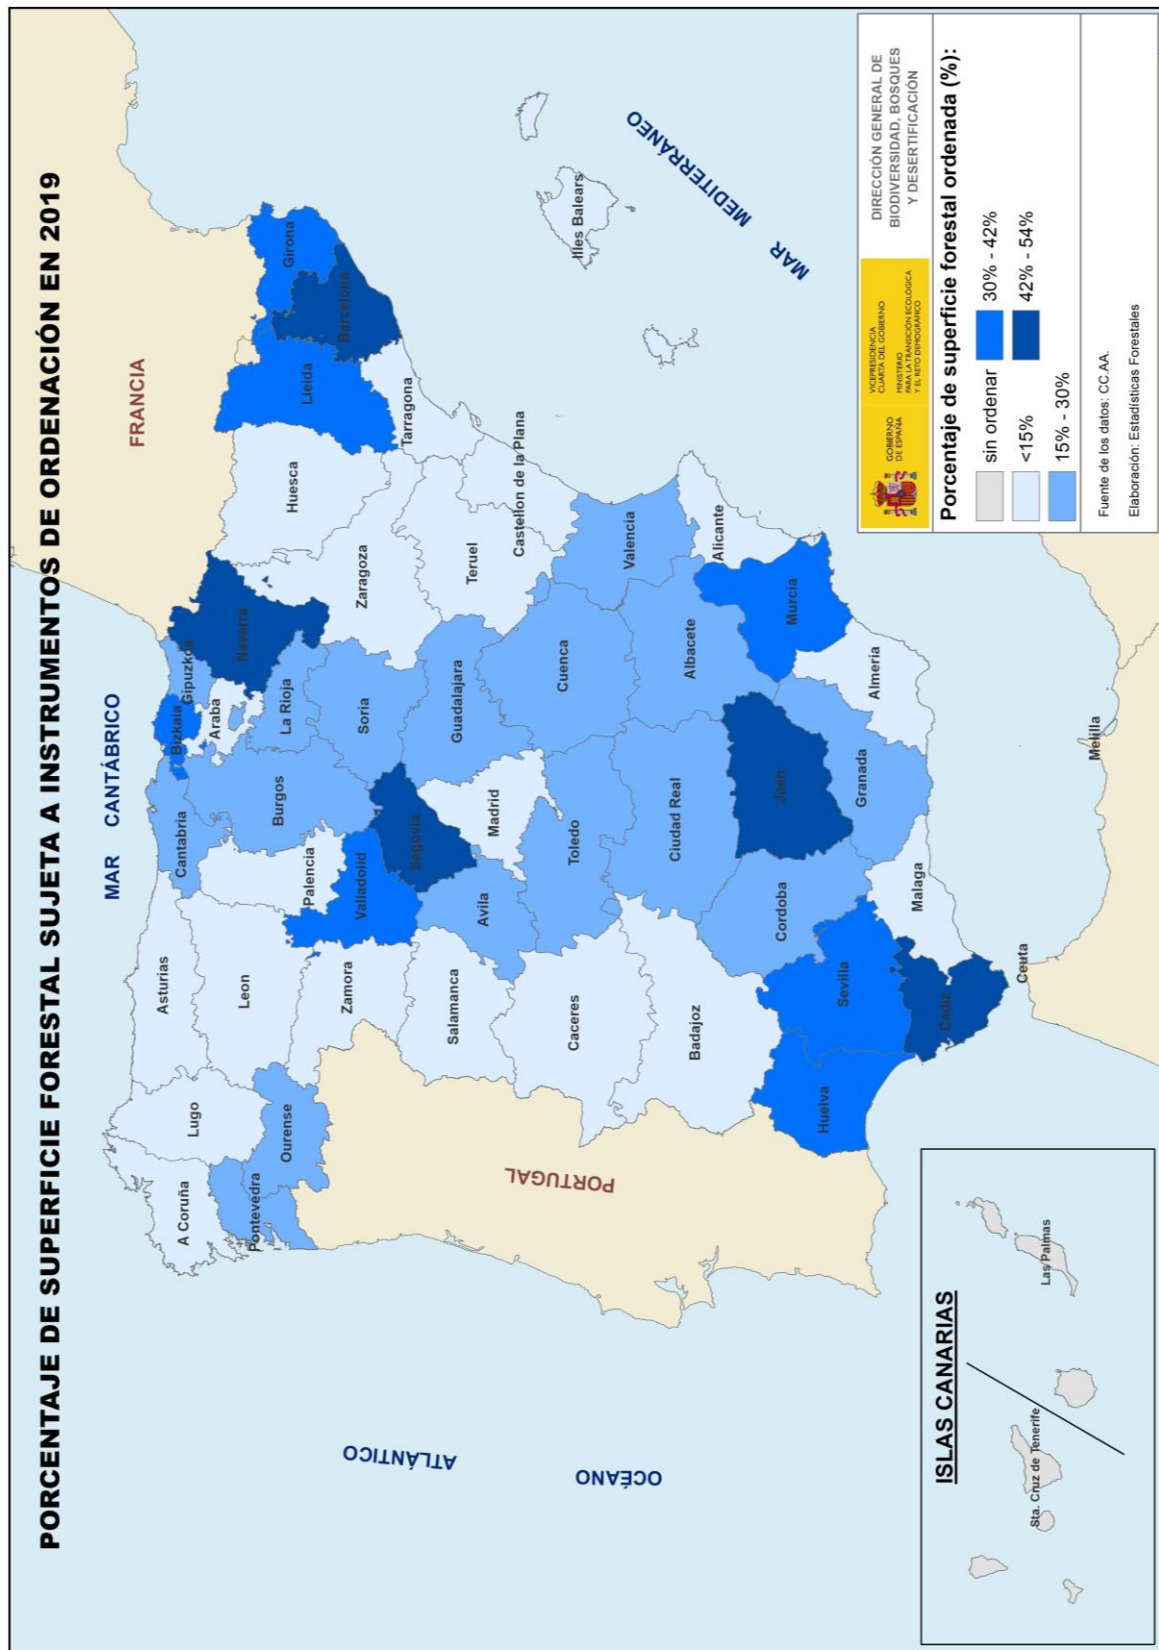 PORCENTAJE DE SUPERFICIE FORESTAL SUJETA A INSTRUMENTOS DE ORDENACIÓN EN 2019
MAR CANTÁBRICO
FRANCIA
A Coruña
Lugo
Asturias
Cantabria
Bizkaia
Gipuzkoa
Navarra
Araba
Pontevedra
Ourense
Leon
Palencia
Burgos
La Rioja
Huesca
Lleida
Girona
Barcelona
Zamora
Valladolid
Soria
Zaragoza
Tarragona
Salamanca
Segovia
Avila
Guadalajara
Teruel
Madrid
Castellon de la Plana
Caceres
Toledo
Cuenca
Valencia
Illes Balears
PORTUGAL
Badajoz
Ciudad Real
Albacete
Alicante
MAR MEDITERRÁNEO
OCÉANO
ATLÁNTICO
Huelva
Sevilla
Cordoba
Jaen
Murcia
Cadiz
Malaga
Granada
Almeria
Ceuta
Melilla
ISLAS CANARIAS
Sta. Cruz de Tenerife
Las Palmas
GOBIERNO
DE ESPAÑA
VICEPRESIDENCIA
CUARTA DEL GOBIERNO
MINISTERIO
PARA LA TRANSICIÓN ECOLÓGICA
Y EL RETO DEMOGRÁFICO
DIRECCIÓN GENERAL DE
BIODIVERSIDAD, BOSQUES
Y DESERTIFICACIÓN
Porcentaje de superficie forestal ordenada (%):
sin ordenar
<15%
15% - 30%
30% - 42%
42% - 54%
Fuente de los datos: CC.AA.
Elaboración: Estadísticas Forestales